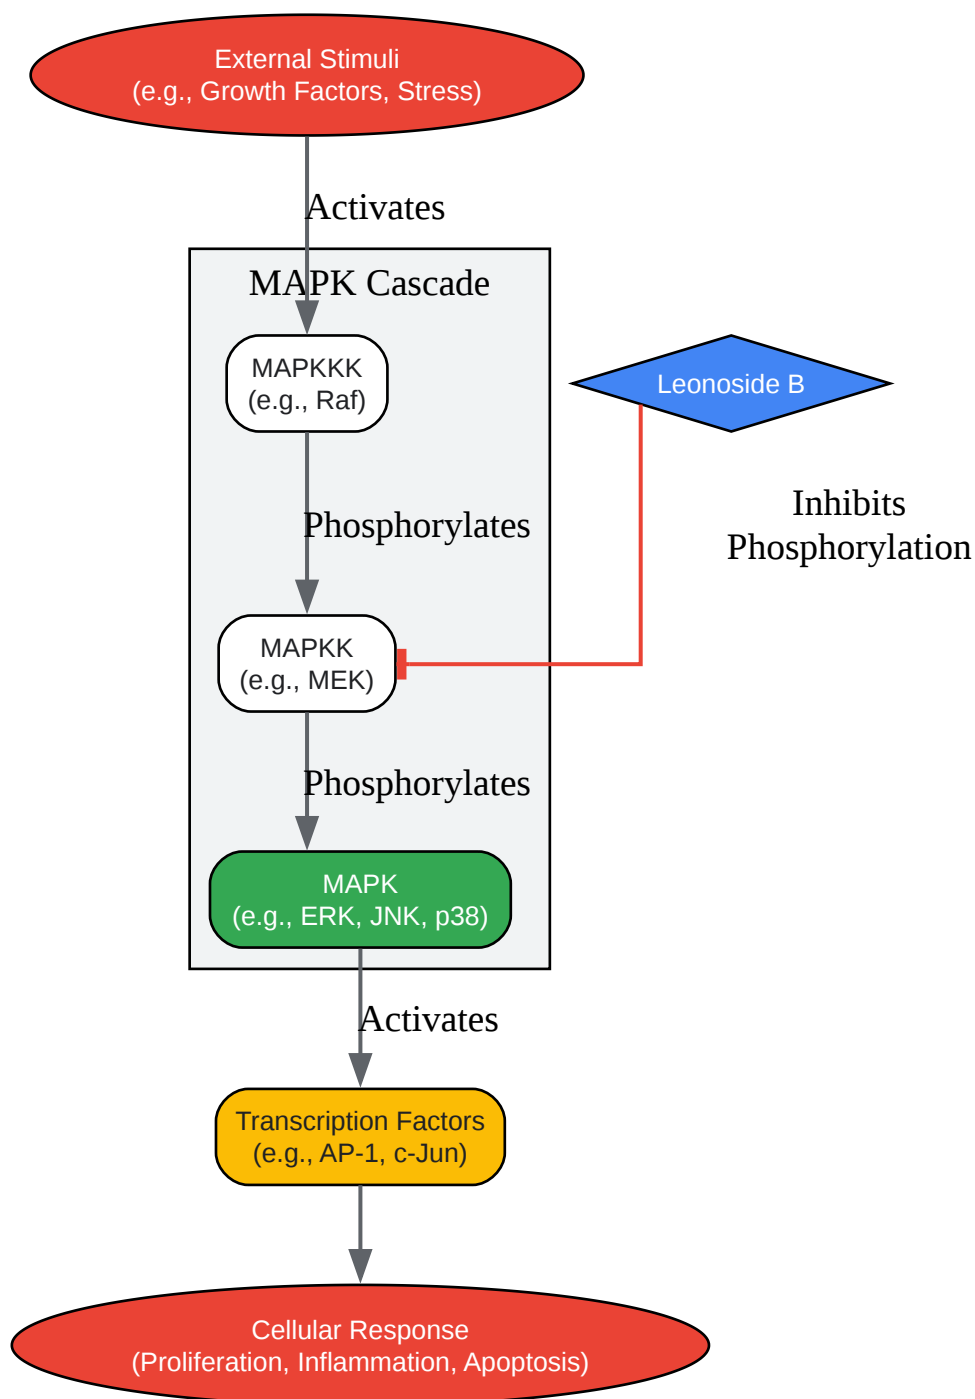 External Stimuli
(e.g., Growth Factors, Stress)
Activates
MAPK Cascade
MAPKKK
(e.g., Raf)
Leonoside B
Phosphorylates
Inhibits
Phosphorylation
MAPKK
(e.g., MEK)
Phosphorylates
MAPK
(e.g., ERK, JNK, p38)
Activates
Transcription Factors
(e.g., AP-1, c-Jun)
Cellular Response
(Proliferation, Inflammation, Apoptosis)